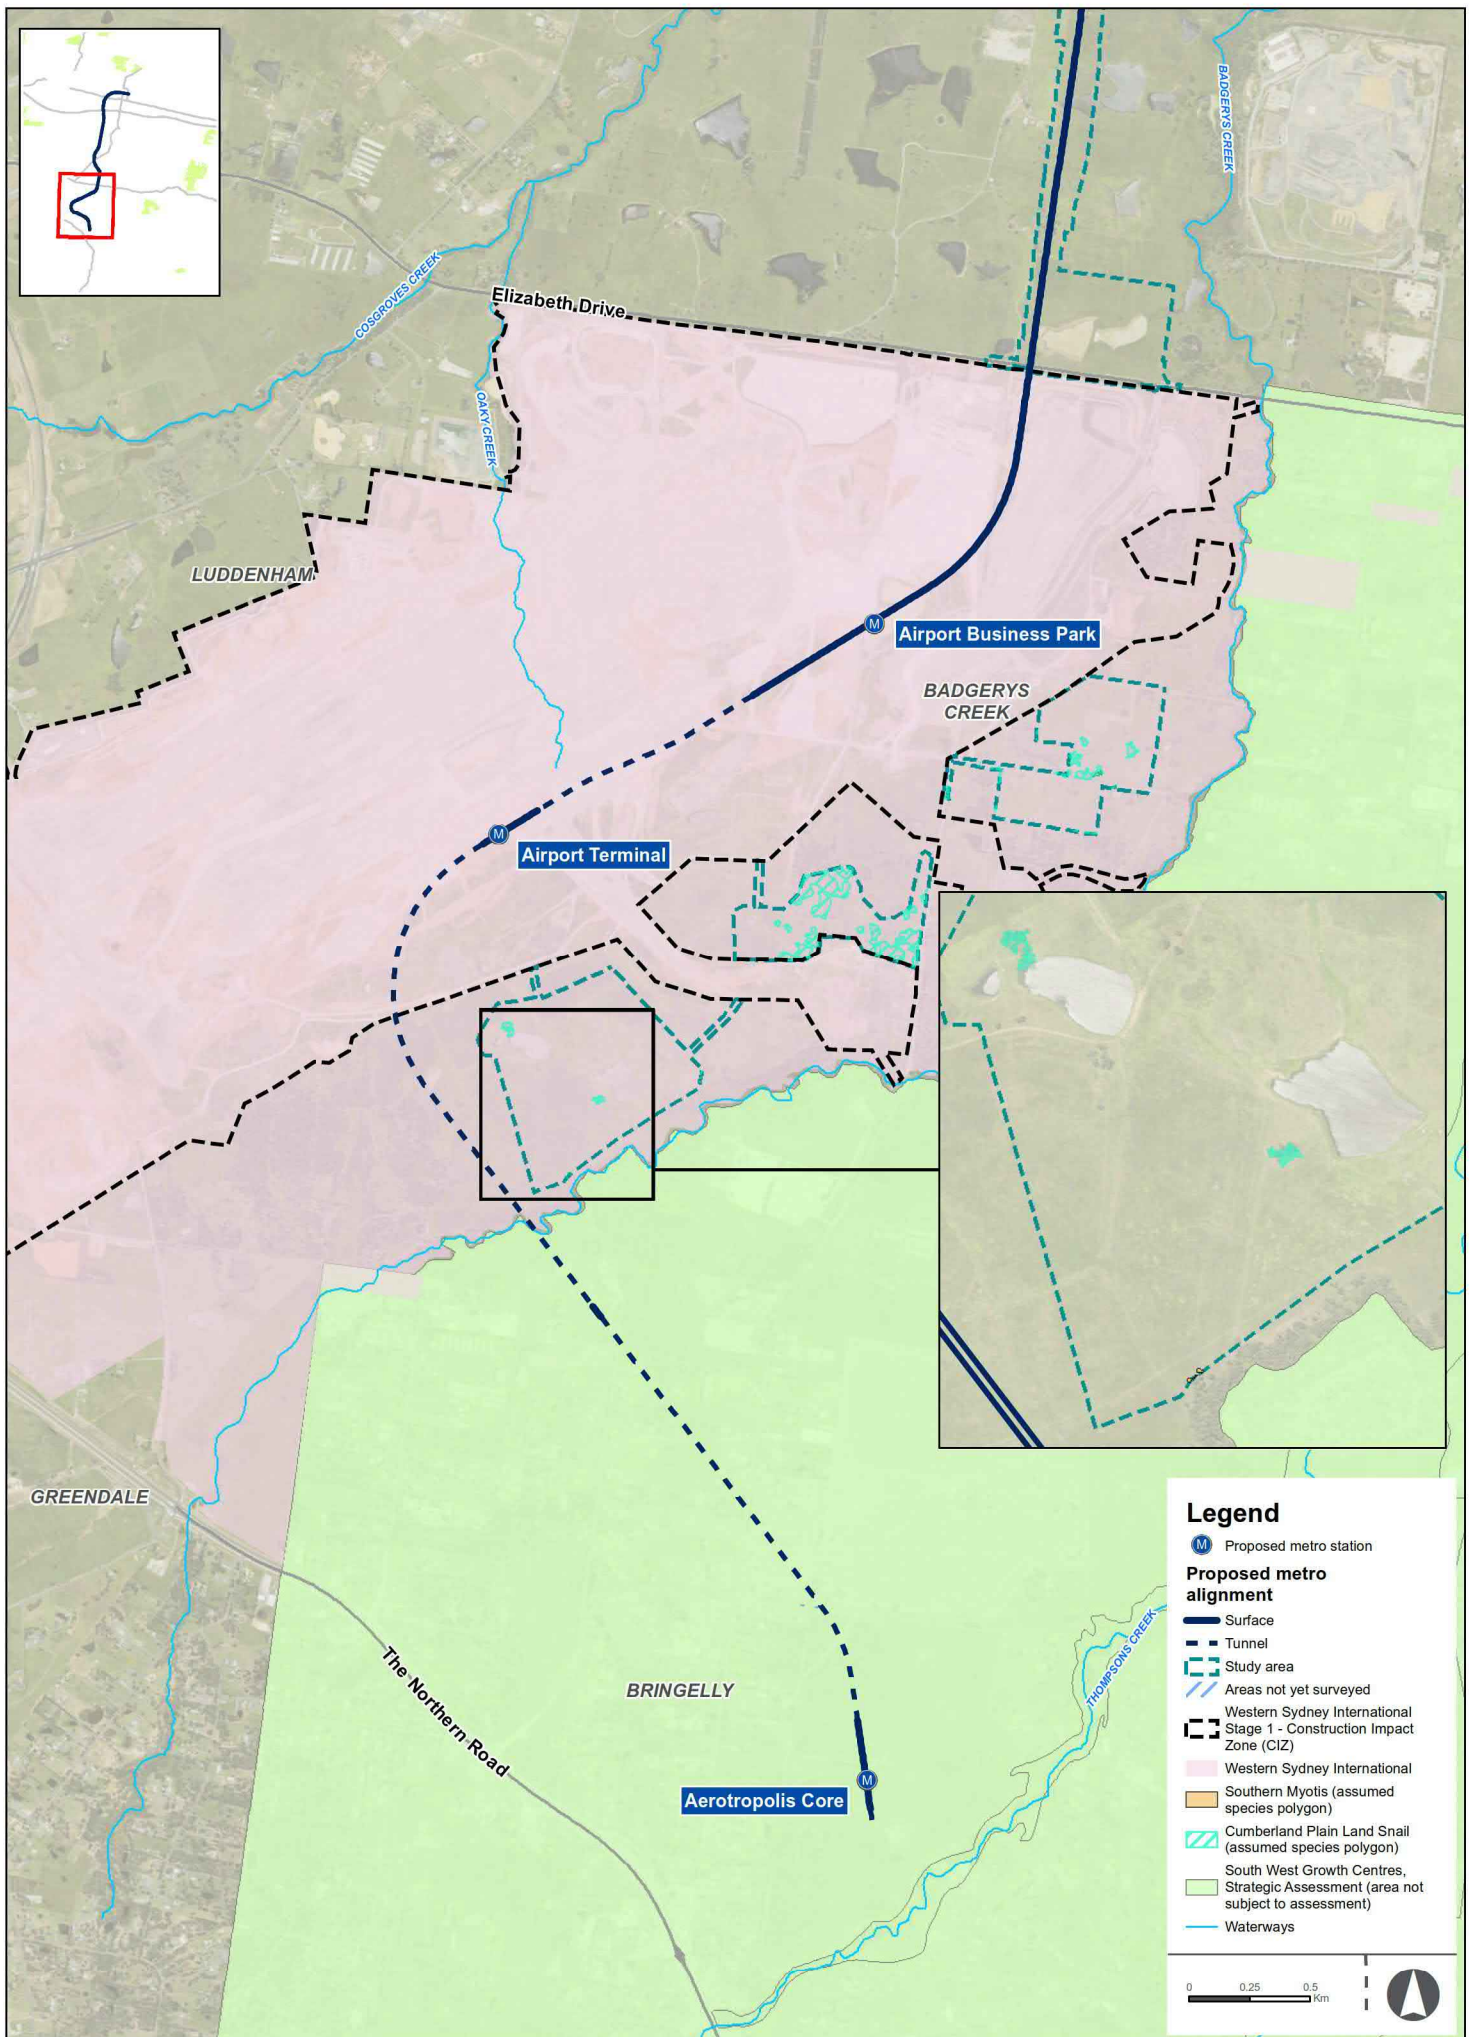 BADGERYS CREEK
COSGROVES CREEK
Elizabeth Drive
OAKY CREEK
LUDDENHAM
M
Airport Business Park
BADGERYS
CREEK
M
Airport Terminal
GREENDALE
The Northern Road
BRINGELLY
THOMPSONS CREEK
M
Aerotropolis Core
Legend
M Proposed metro station
Proposed metro
alignment
Surface
Tunnel
Study area
Areas not yet surveyed
Western Sydney International
Stage 1 - Construction Impact
Zone (CIZ)
Western Sydney International
Southern Myotis (assumed
species polygon)
Cumberland Plain Land Snail
(assumed species polygon)
South West Growth Centres,
Strategic Assessment (area not
subject to assessment)
Waterways
0 0.25 0.5
Km